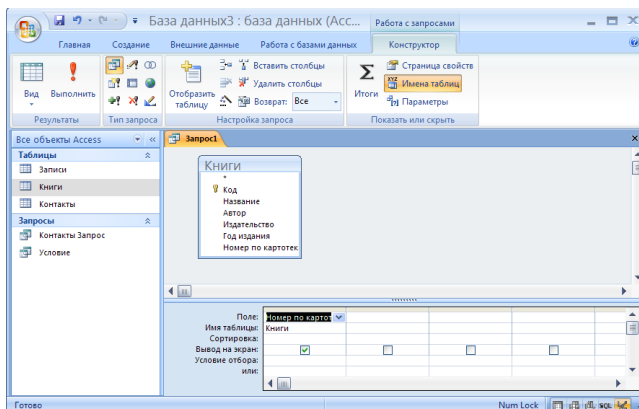 База данных3 : база данных (Acc...
Работа с запросами
Главная
Создание
Внешние данные
Работа с базами данных
Конструктор
Вид
Выполнить
Результаты
Тип запроса
Отобразить таблицу
Вставить столбцы
Удалить столбцы
Возврат: Все
Настройка запроса
Σ
Итоги
Страница свойств
XYZ
Имена таблиц
Параметры
Показать или скрыть
Все объекты Access
Таблицы
Записи
Книги
Контакты
Запросы
Контакты Запрос
Условие
Запрос1
Книги
*
Код
Название
Автор
Издательство
Год издания
Номер по картотек
Поле: Номер по картот
Имя таблицы: Книги
Сортировка:
Вывод на экран:
Условие отбора:
или:
Готово
Num Lock
SQL